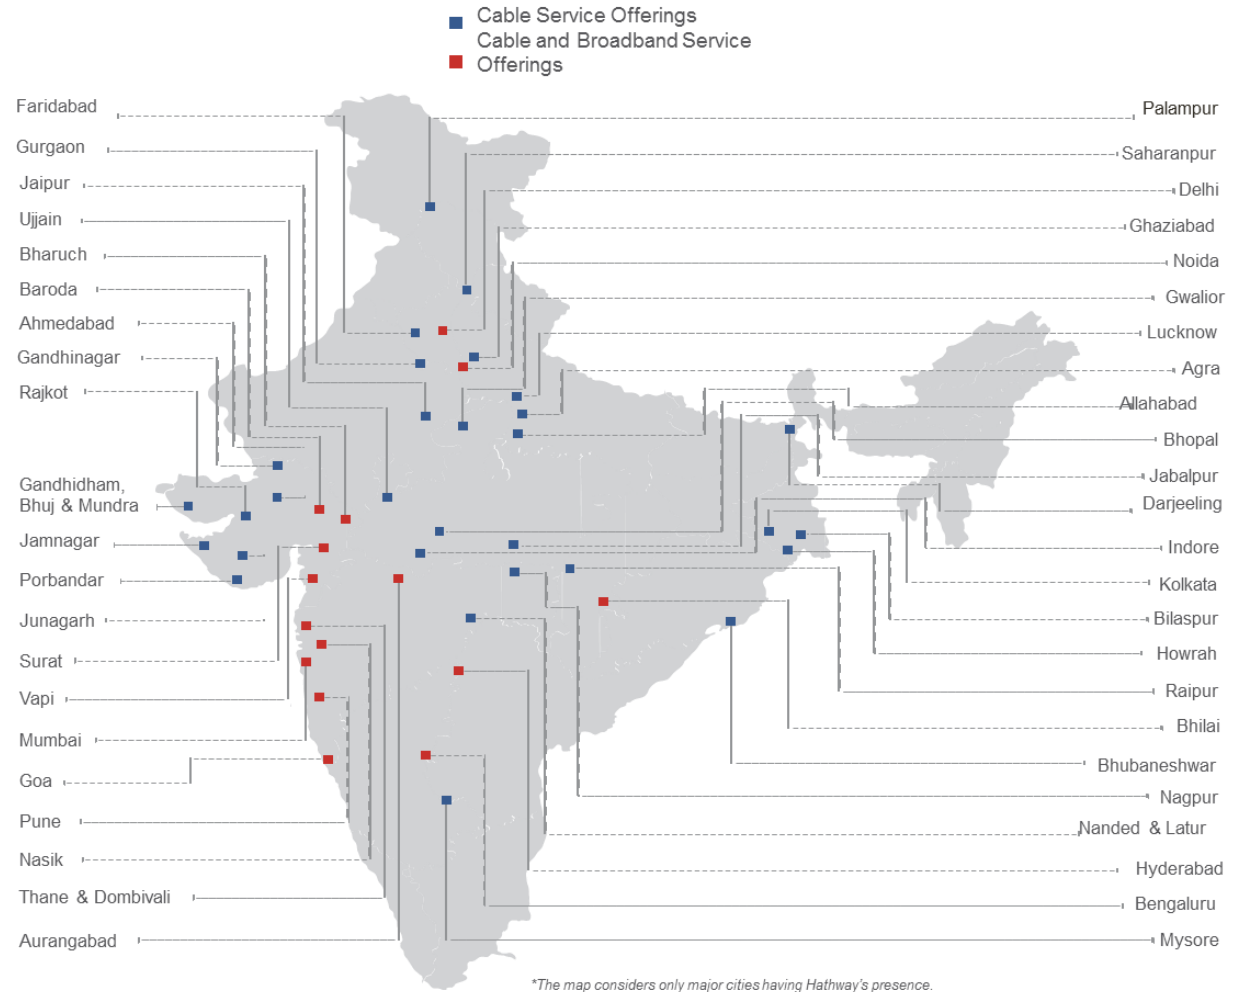 Cable Service Offerings
Cable and Broadband Service
Offerings
Faridabad
Gurgaon
Jaipur
Ujjain
Bharuch
Baroda
Ahmedabad
Gandhinagar
Rajkot
Gandhidham,
Bhuj & Mundra
Jamnagar
Porbandar
Junagarh
Surat
Vapi
Mumbai
Goa
Pune
Nasik
Thane & Dombivali
Aurangabad
Palampur
Saharanpur
Delhi
Ghaziabad
Noida
Gwalior
Lucknow
Agra
Allahabad
Bhopal
Jabalpur
Darjeeling
Indore
Kolkata
Bilaspur
Howrah
Raipur
Bhilai
Bhubaneshwar
Nagpur
Nanded & Latur
Hyderabad
Bengaluru
Mysore
*The map considers only major cities having Hathway's presence.